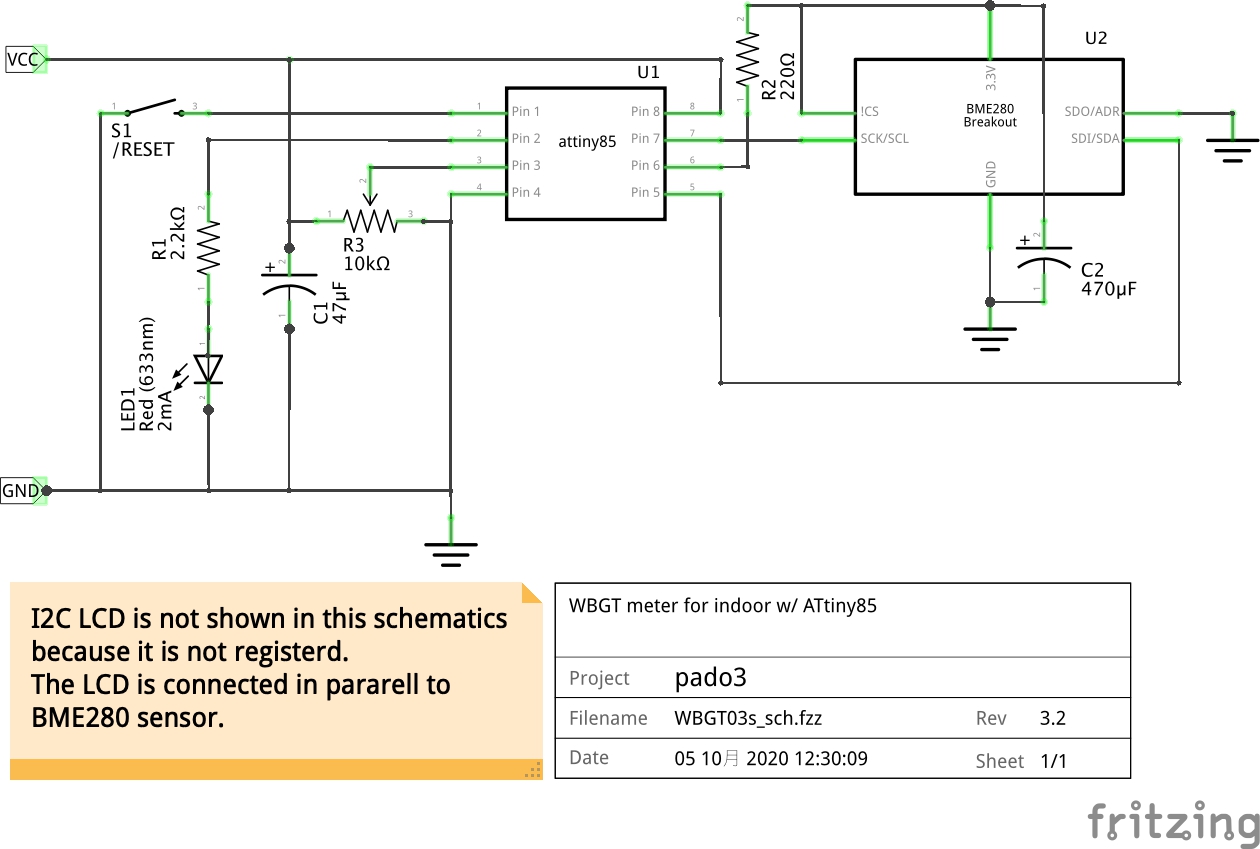 VCC
GND
1
3
S1
/RESET
2
R1
2.2kΩ
1
1
LED1
Red (633nm)
2mA
2
2
1
R3
10kΩ
3
2
C1
47µF
1
U1
attiny85
1
Pin 1
2
Pin 2
3
Pin 3
4
Pin 4
Pin 8
8
Pin 7
7
Pin 6
6
Pin 5
5
2
R2
220Ω
1
U2
3.3V
BME280
Breakout
!CS
SCK/SCL
SDO/ADR
SDI/SDA
GND
2
C2
470µF
1
+
+
I2C LCD is not shown in this schematics
because it is not registerd.
The LCD is connected in pararell to
BME280 sensor.
WBGT meter for indoor w/ ATtiny85
Project pado3
Filename WBGT03s_sch.fzz Rev 3.2
Date 05 10月 2020 12:30:09 Sheet 1/1
fritzing